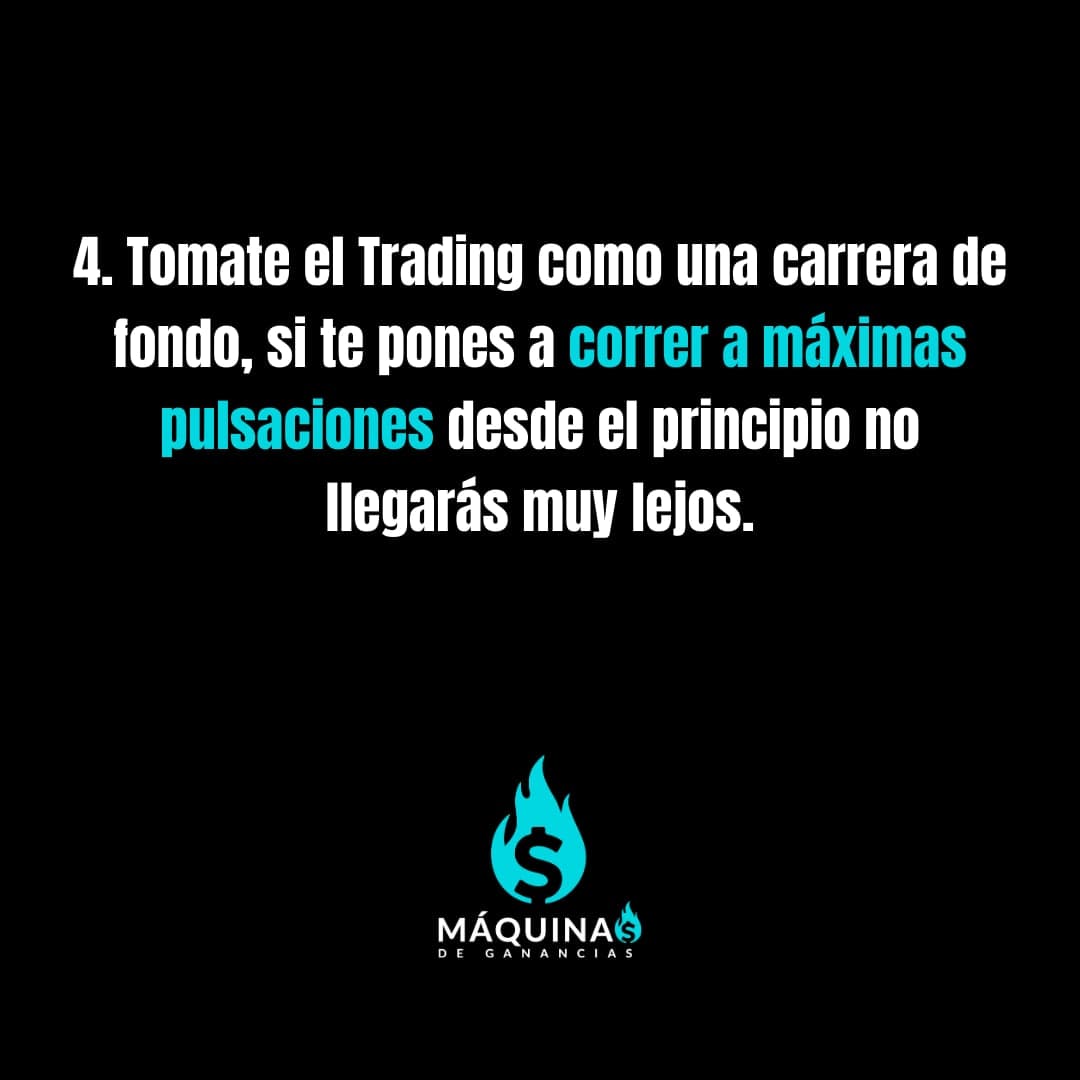 4. Tomate el Trading como una carrera de
fondo, si te pones a correr a máximas
pulsaciones desde el principio no
llegarás muy lejos.
$
MÁQUINA$
DE GANANCIAS